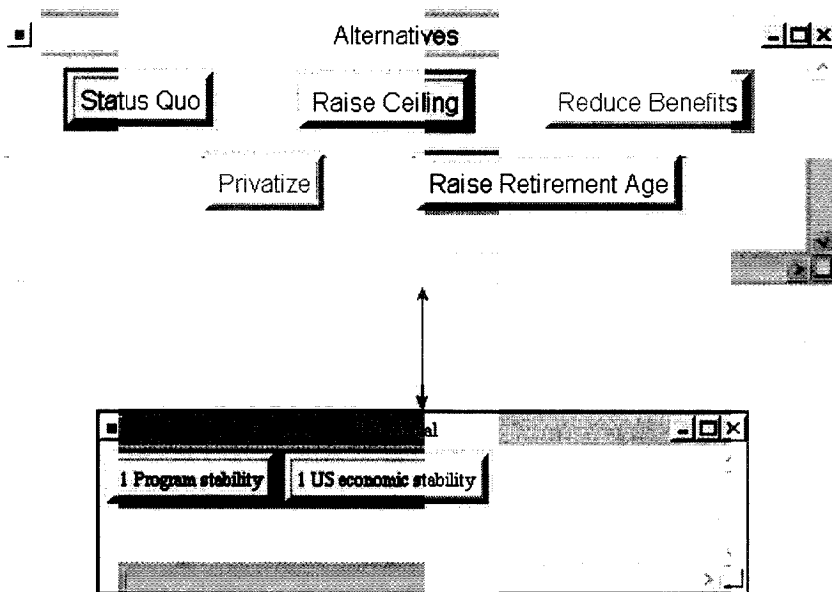 Alternatives
Status Quo Raise Ceiling Reduce Benefits
Privatize Raise Retirement Age
1 Program stability 1 US economic stability